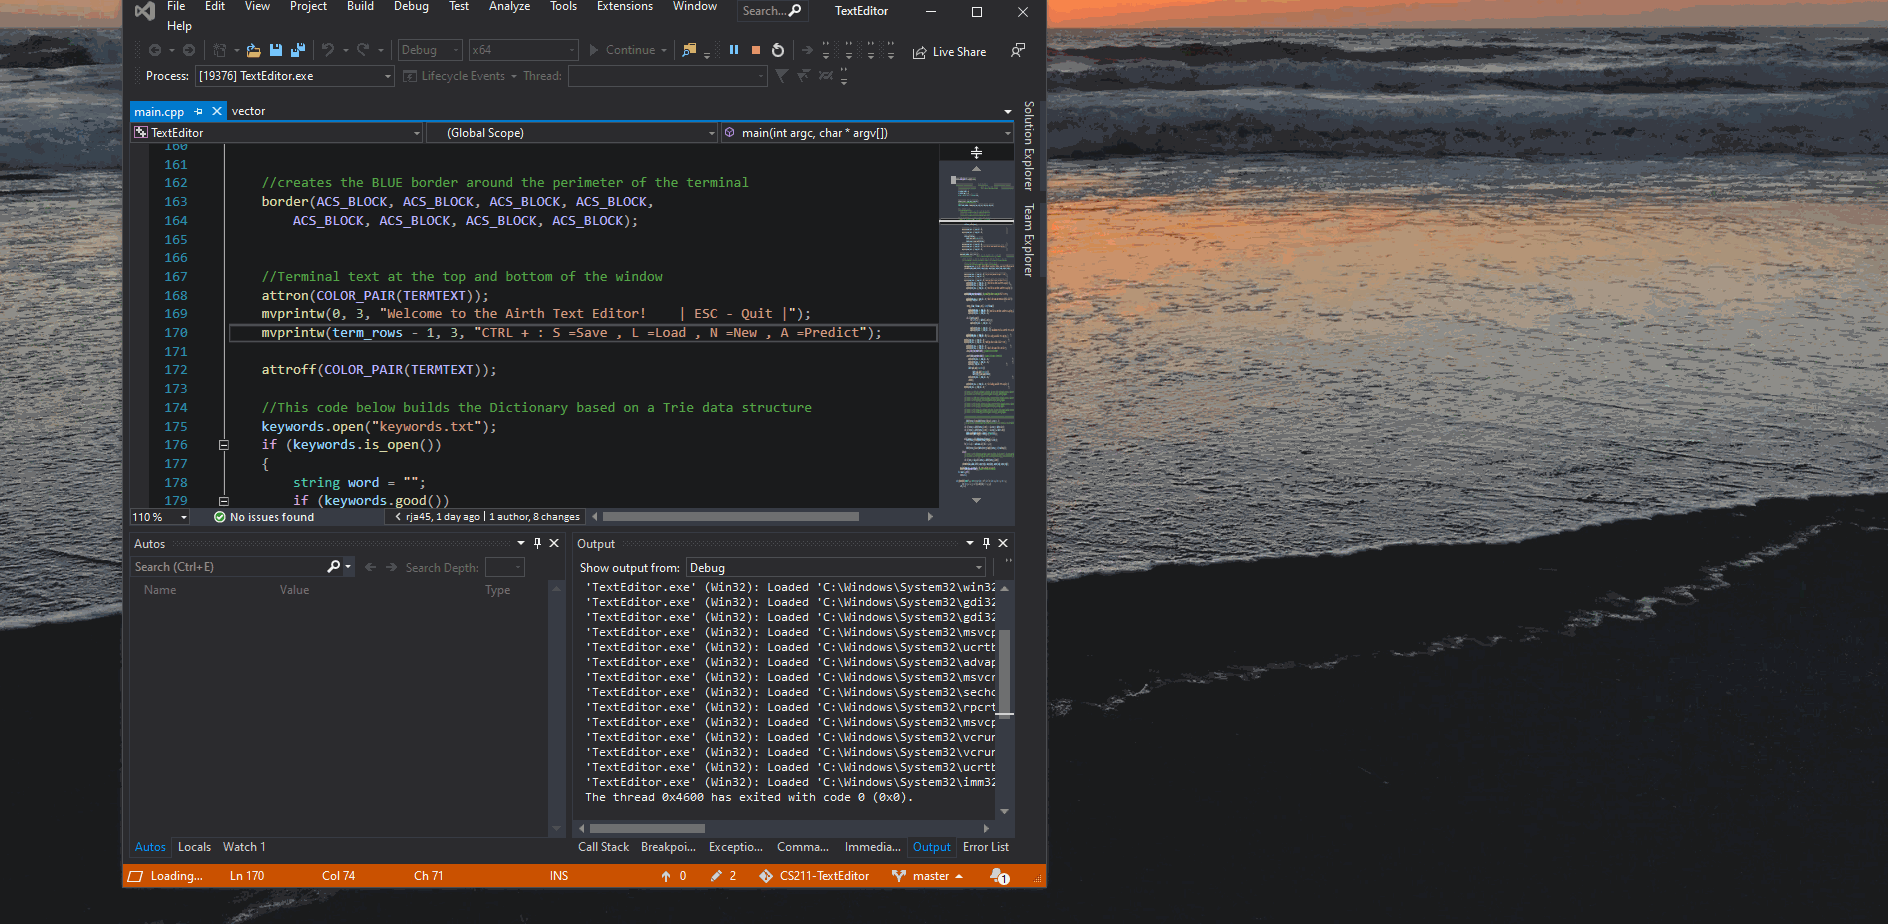 File Edit View Project Build Debug Test Analyze Tools Extensions Window Search... TextEditor
Help
Debug x64 Continue Live Share
Process: [19376] TextEditor.exe Lifecycle Events Thread:
main.cpp vector
TextEditor (Global Scope) main(int argc, char * argv[])
160
161
162 //creates the BLUE border around the perimeter of the terminal
163 border(ACS_BLOCK, ACS_BLOCK, ACS_BLOCK, ACS_BLOCK,
164 ACS_BLOCK, ACS_BLOCK, ACS_BLOCK, ACS_BLOCK);
165
166
167 //Terminal text at the top and bottom of the window
168 attron(COLOR_PAIR(TERMTEXT));
169 mvprintw(0, 3, "Welcome to the Airth Text Editor!    | ESC - Quit |");
170 mvprintw(term_rows - 1, 3, "CTRL + : S =Save , L =Load , N =New , A =Predict");
171
172 attroff(COLOR_PAIR(TERMTEXT));
173
174 //This code below builds the Dictionary based on a Trie data structure
175 keywords.open("keywords.txt");
176 if (keywords.is_open())
177 {
178 string word = "";
179 if (keywords.good())
110 % No issues found rja45, 1 day ago | 1 author, 8 changes
Solution Explorer
Team Explorer
Autos
Search (Ctrl+E) Search Depth:
Name Value Type
Autos Locals Watch 1
Output
Show output from: Debug
'TextEditor.exe' (Win32): Loaded 'C:\Windows\System32\win32
'TextEditor.exe' (Win32): Loaded 'C:\Windows\System32\gdi32
'TextEditor.exe' (Win32): Loaded 'C:\Windows\System32\gdi32
'TextEditor.exe' (Win32): Loaded 'C:\Windows\System32\msvcp
'TextEditor.exe' (Win32): Loaded 'C:\Windows\System32\ucrtb
'TextEditor.exe' (Win32): Loaded 'C:\Windows\System32\advap
'TextEditor.exe' (Win32): Loaded 'C:\Windows\System32\msvcr
'TextEditor.exe' (Win32): Loaded 'C:\Windows\System32\secho
'TextEditor.exe' (Win32): Loaded 'C:\Windows\System32\rpcrt
'TextEditor.exe' (Win32): Loaded 'C:\Windows\System32\msvcp
'TextEditor.exe' (Win32): Loaded 'C:\Windows\System32\vcrun
'TextEditor.exe' (Win32): Loaded 'C:\Windows\System32\vcrun
'TextEditor.exe' (Win32): Loaded 'C:\Windows\System32\ucrtb
'TextEditor.exe' (Win32): Loaded 'C:\Windows\System32\imm32
The thread 0x4600 has exited with code 0 (0x0).
Call Stack Breakpoi... Exceptio... Comma... Immedia... Output Error List
Loading... Ln 170 Col 74 Ch 71 INS 0 2 CS211-TextEditor master 1